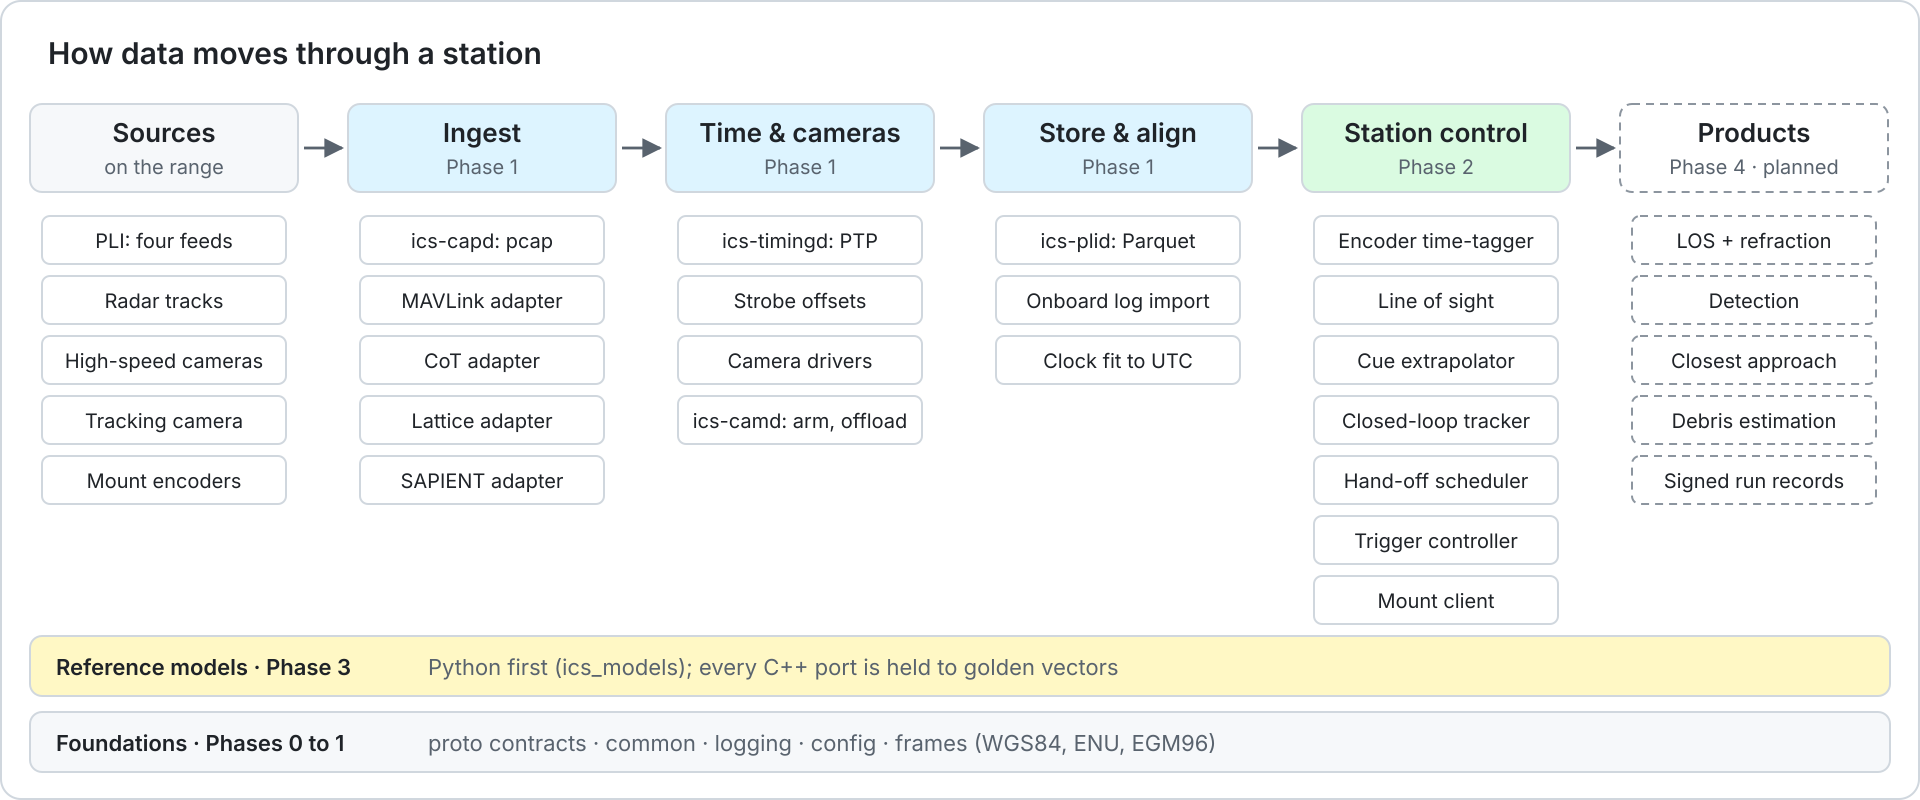 How data moves through a station
Sources
on the range
PLI: four feeds
Radar tracks
High-speed cameras
Tracking camera
Mount encoders
Ingest
Phase 1
ics-capd: pcap
MAVLink adapter
CoT adapter
Lattice adapter
SAPIENT adapter
Time & cameras
Phase 1
ics-timingd: PTP
Strobe offsets
Camera drivers
ics-camd: arm, offload
Store & align
Phase 1
ics-plid: Parquet
Onboard log import
Clock fit to UTC
Station control
Phase 2
Encoder time-tagger
Line of sight
Cue extrapolator
Closed-loop tracker
Hand-off scheduler
Trigger controller
Mount client
Products
Phase 4 · planned
LOS + refraction
Detection
Closest approach
Debris estimation
Signed run records
Reference models · Phase 3 Python first (ics_models); every C++ port is held to golden vectors
Foundations · Phases 0 to 1 proto contracts · common · logging · config · frames (WGS84, ENU, EGM96)